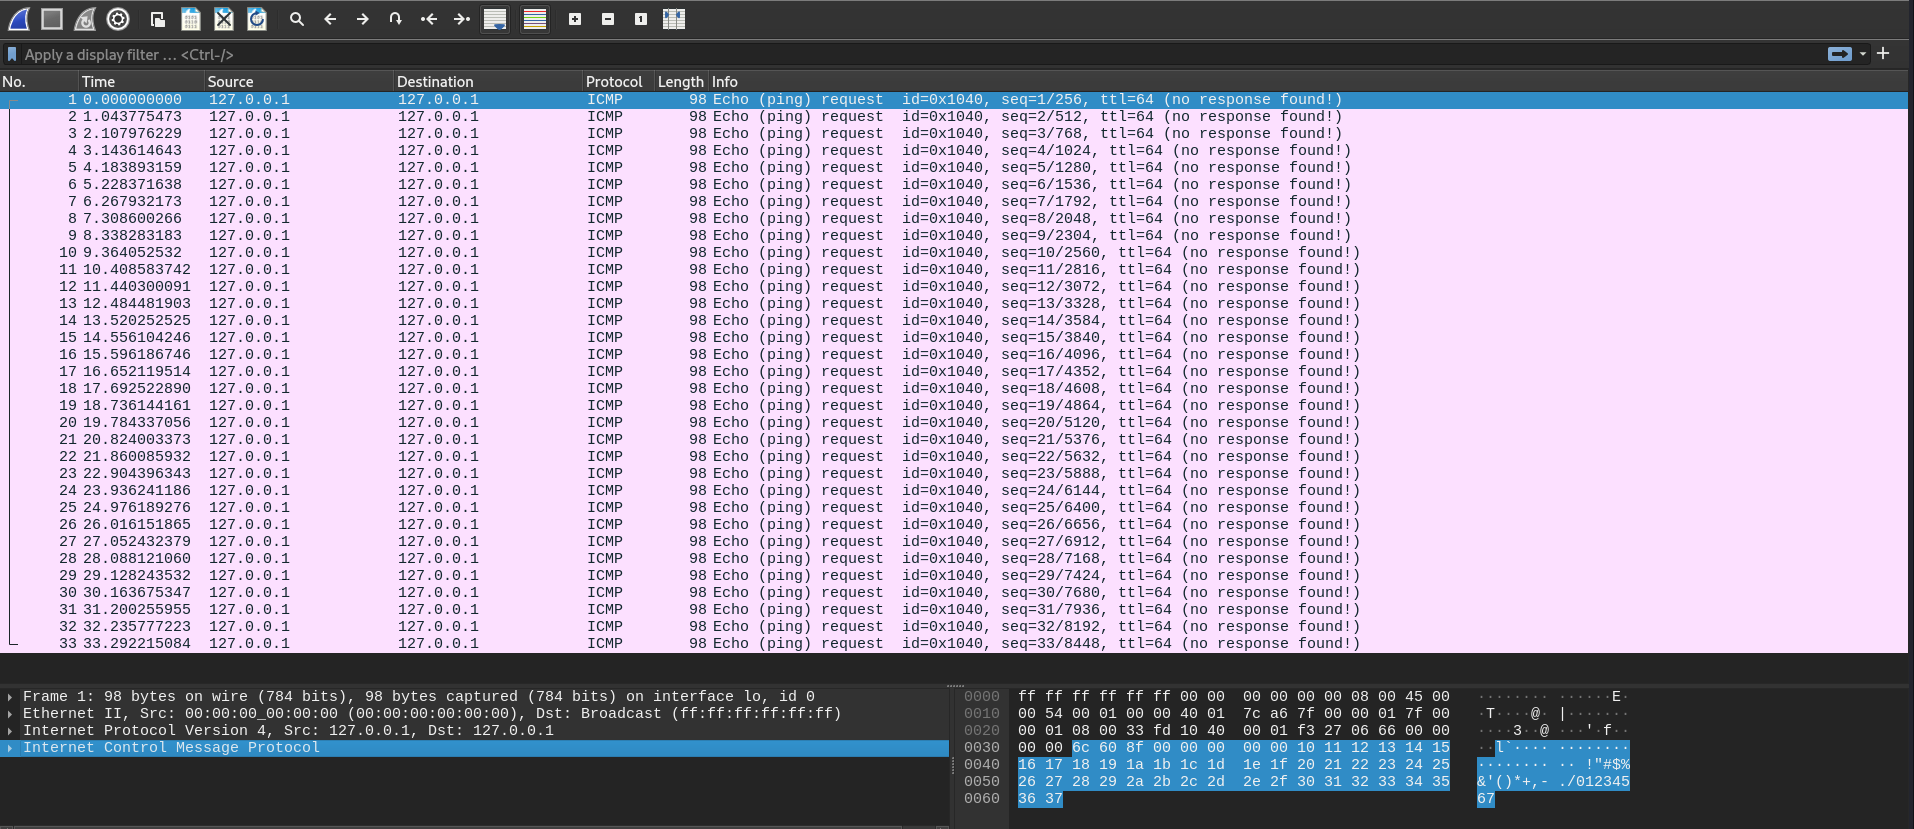 Apply a display filter … <Ctrl-/>
No. Time Source Destination Protocol Length Info
1 0.000000000 127.0.0.1 127.0.0.1 ICMP 98 Echo (ping) request id=0x1040, seq=1/256, ttl=64 (no response found!)
2 1.043775473 127.0.0.1 127.0.0.1 ICMP 98 Echo (ping) request id=0x1040, seq=2/512, ttl=64 (no response found!)
3 2.107976229 127.0.0.1 127.0.0.1 ICMP 98 Echo (ping) request id=0x1040, seq=3/768, ttl=64 (no response found!)
4 3.143614643 127.0.0.1 127.0.0.1 ICMP 98 Echo (ping) request id=0x1040, seq=4/1024, ttl=64 (no response found!)
5 4.183893159 127.0.0.1 127.0.0.1 ICMP 98 Echo (ping) request id=0x1040, seq=5/1280, ttl=64 (no response found!)
6 5.228371638 127.0.0.1 127.0.0.1 ICMP 98 Echo (ping) request id=0x1040, seq=6/1536, ttl=64 (no response found!)
7 6.267932173 127.0.0.1 127.0.0.1 ICMP 98 Echo (ping) request id=0x1040, seq=7/1792, ttl=64 (no response found!)
8 7.308600266 127.0.0.1 127.0.0.1 ICMP 98 Echo (ping) request id=0x1040, seq=8/2048, ttl=64 (no response found!)
9 8.338283183 127.0.0.1 127.0.0.1 ICMP 98 Echo (ping) request id=0x1040, seq=9/2304, ttl=64 (no response found!)
10 9.364052532 127.0.0.1 127.0.0.1 ICMP 98 Echo (ping) request id=0x1040, seq=10/2560, ttl=64 (no response found!)
11 10.408583742 127.0.0.1 127.0.0.1 ICMP 98 Echo (ping) request id=0x1040, seq=11/2816, ttl=64 (no response found!)
12 11.440300091 127.0.0.1 127.0.0.1 ICMP 98 Echo (ping) request id=0x1040, seq=12/3072, ttl=64 (no response found!)
13 12.484481903 127.0.0.1 127.0.0.1 ICMP 98 Echo (ping) request id=0x1040, seq=13/3328, ttl=64 (no response found!)
14 13.520252525 127.0.0.1 127.0.0.1 ICMP 98 Echo (ping) request id=0x1040, seq=14/3584, ttl=64 (no response found!)
15 14.556104246 127.0.0.1 127.0.0.1 ICMP 98 Echo (ping) request id=0x1040, seq=15/3840, ttl=64 (no response found!)
16 15.596186746 127.0.0.1 127.0.0.1 ICMP 98 Echo (ping) request id=0x1040, seq=16/4096, ttl=64 (no response found!)
17 16.652119514 127.0.0.1 127.0.0.1 ICMP 98 Echo (ping) request id=0x1040, seq=17/4352, ttl=64 (no response found!)
18 17.692522890 127.0.0.1 127.0.0.1 ICMP 98 Echo (ping) request id=0x1040, seq=18/4608, ttl=64 (no response found!)
19 18.736144161 127.0.0.1 127.0.0.1 ICMP 98 Echo (ping) request id=0x1040, seq=19/4864, ttl=64 (no response found!)
20 19.784337056 127.0.0.1 127.0.0.1 ICMP 98 Echo (ping) request id=0x1040, seq=20/5120, ttl=64 (no response found!)
21 20.824003373 127.0.0.1 127.0.0.1 ICMP 98 Echo (ping) request id=0x1040, seq=21/5376, ttl=64 (no response found!)
22 21.860085932 127.0.0.1 127.0.0.1 ICMP 98 Echo (ping) request id=0x1040, seq=22/5632, ttl=64 (no response found!)
23 22.904396343 127.0.0.1 127.0.0.1 ICMP 98 Echo (ping) request id=0x1040, seq=23/5888, ttl=64 (no response found!)
24 23.936241186 127.0.0.1 127.0.0.1 ICMP 98 Echo (ping) request id=0x1040, seq=24/6144, ttl=64 (no response found!)
25 24.976189276 127.0.0.1 127.0.0.1 ICMP 98 Echo (ping) request id=0x1040, seq=25/6400, ttl=64 (no response found!)
26 26.016151865 127.0.0.1 127.0.0.1 ICMP 98 Echo (ping) request id=0x1040, seq=26/6656, ttl=64 (no response found!)
27 27.052432379 127.0.0.1 127.0.0.1 ICMP 98 Echo (ping) request id=0x1040, seq=27/6912, ttl=64 (no response found!)
28 28.088121060 127.0.0.1 127.0.0.1 ICMP 98 Echo (ping) request id=0x1040, seq=28/7168, ttl=64 (no response found!)
29 29.128243532 127.0.0.1 127.0.0.1 ICMP 98 Echo (ping) request id=0x1040, seq=29/7424, ttl=64 (no response found!)
30 30.163675347 127.0.0.1 127.0.0.1 ICMP 98 Echo (ping) request id=0x1040, seq=30/7680, ttl=64 (no response found!)
31 31.200255955 127.0.0.1 127.0.0.1 ICMP 98 Echo (ping) request id=0x1040, seq=31/7936, ttl=64 (no response found!)
32 32.235777223 127.0.0.1 127.0.0.1 ICMP 98 Echo (ping) request id=0x1040, seq=32/8192, ttl=64 (no response found!)
33 33.292215084 127.0.0.1 127.0.0.1 ICMP 98 Echo (ping) request id=0x1040, seq=33/8448, ttl=64 (no response found!)
Frame 1: 98 bytes on wire (784 bits), 98 bytes captured (784 bits) on interface lo, id 0
Ethernet II, Src: 00:00:00_00:00:00 (00:00:00:00:00:00), Dst: Broadcast (ff:ff:ff:ff:ff:ff)
Internet Protocol Version 4, Src: 127.0.0.1, Dst: 127.0.0.1
Internet Control Message Protocol
0000 ff ff ff ff ff ff 00 00 00 00 00 00 08 00 45 00 ········ ······E·
0010 00 54 00 01 00 00 40 01 7c a6 7f 00 00 01 7f 00 ·T····@· |·······
0020 00 01 08 00 33 fd 10 40 00 01 f3 27 06 66 00 00 ····3··@ ···'·f··
0030 00 00 6c 60 8f 00 00 00 00 00 10 11 12 13 14 15 ··l`···· ········
0040 16 17 18 19 1a 1b 1c 1d 1e 1f 20 21 22 23 24 25 ········ ·· !"#$%
0050 26 27 28 29 2a 2b 2c 2d 2e 2f 30 31 32 33 34 35 &'()*+,- ./012345
0060 36 37 67